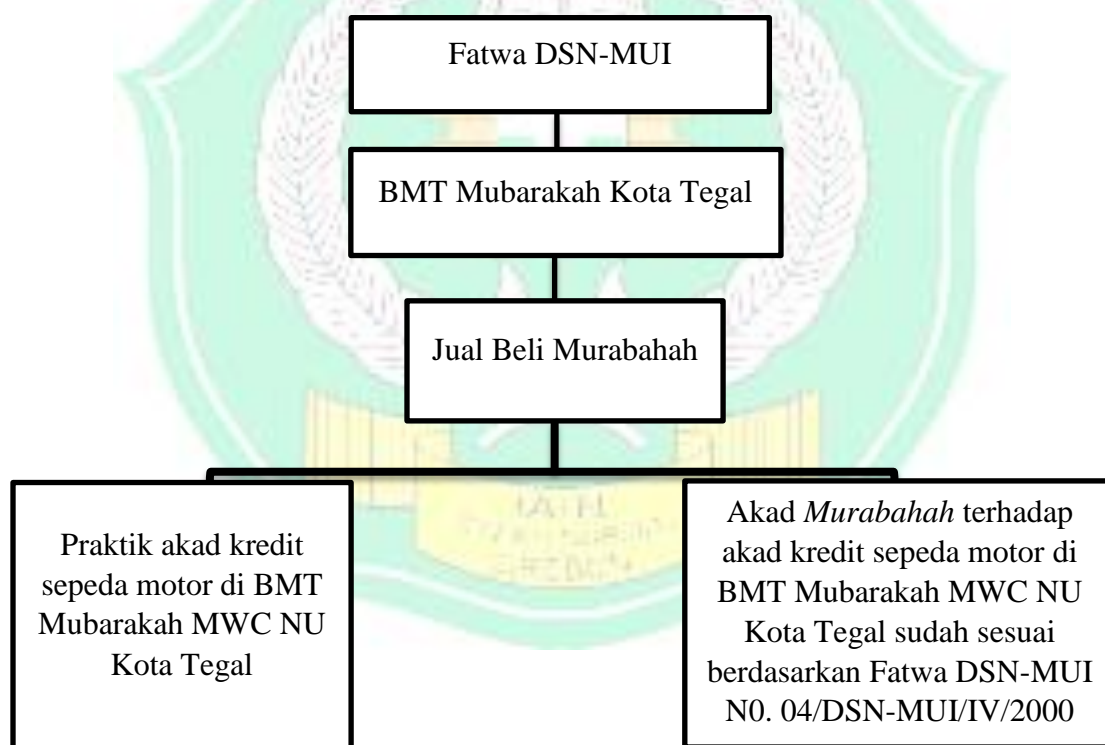 Fatwa DSN-MUI
BMT Mubarakah Kota Tegal
Jual Beli Murabahah
Praktik akad kredit
sepeda motor di BMT
Mubarakah MWC NU
Kota Tegal
Akad Murabahah terhadap
akad kredit sepeda motor di
BMT Mubarakah MWC NU
Kota Tegal sudah sesuai
berdasarkan Fatwa DSN-MUI
N0. 04/DSN-MUI/IV/2000